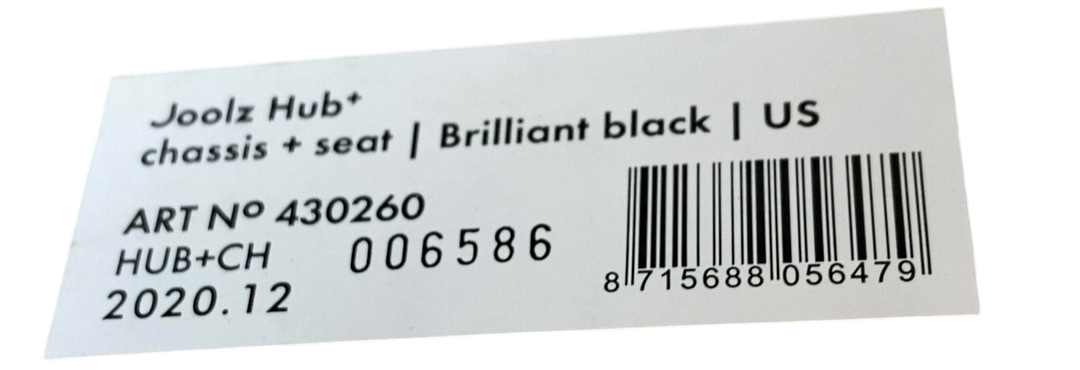 Joolz Hub+
chassis + seat | Brilliant black | US
ART Nº 430260
HUB+CH 006586
2020.12
8 715688 056479